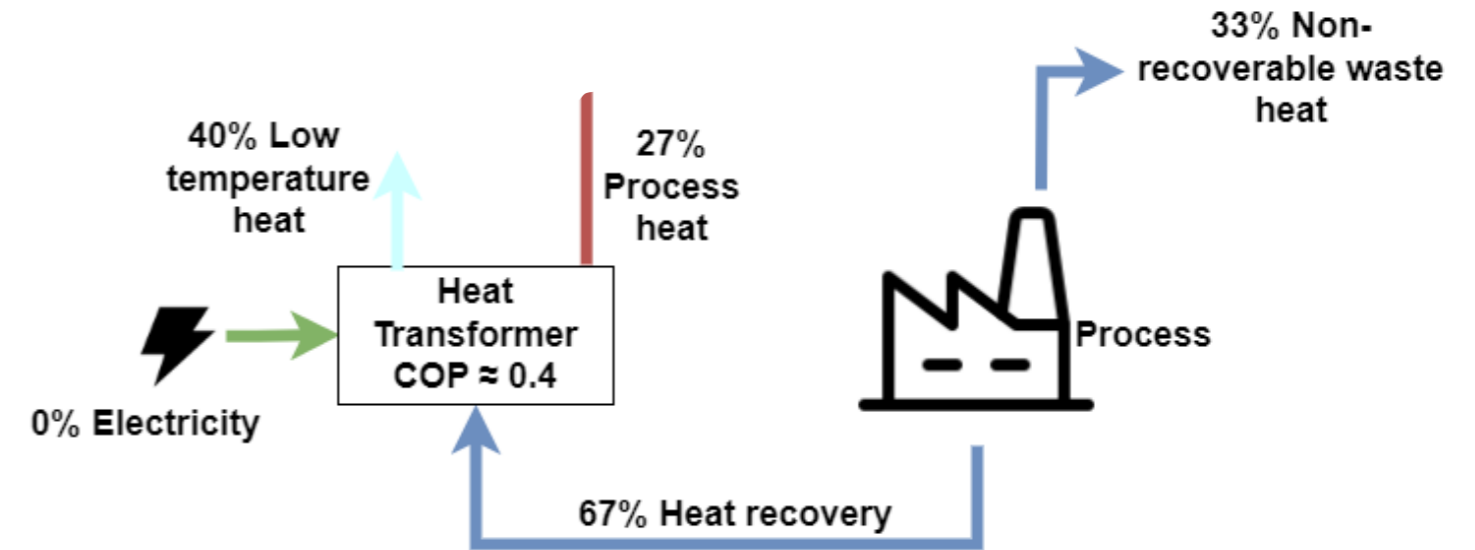 33% Non-
recoverable waste
heat
40% Low
temperature
heat
27%
Process
heat
Heat
Transformer
COP ≈ 0.4
Process
0% Electricity
67% Heat recovery